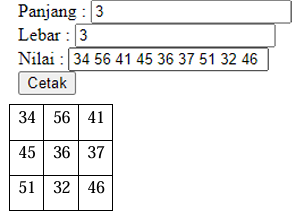 Panjang : 3
Lebar : 3
Nilai : 34 56 41 45 36 37 51 32 46
Cetak
34 56 41
45 36 37
51 32 46